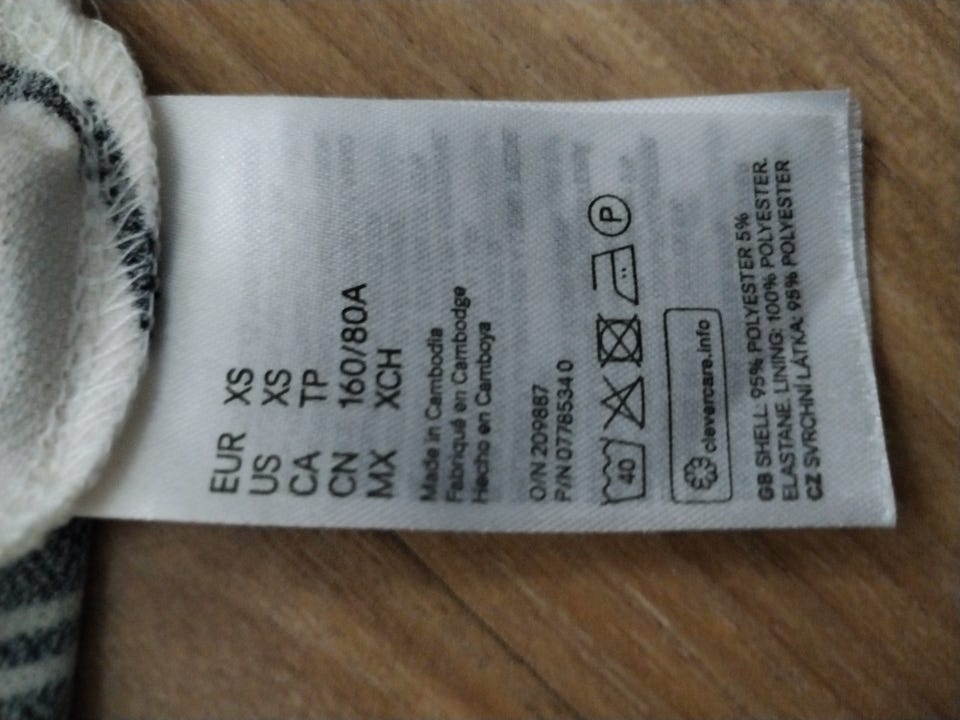 EUR XS
US XS
CA TP
CN 160/80A
MX XCH
Made in Cambodia
Fabriqué en Cambodge
Hecho en Camboya
O/N 209887
P/N 07785340
40 P
clevercare.info
GB SHELL: 95% POLYESTER 5%
ELASTANE. LINING: 100% POLYESTER.
CZ SVRCHNÍ LÁTKA: 95% POLYESTER